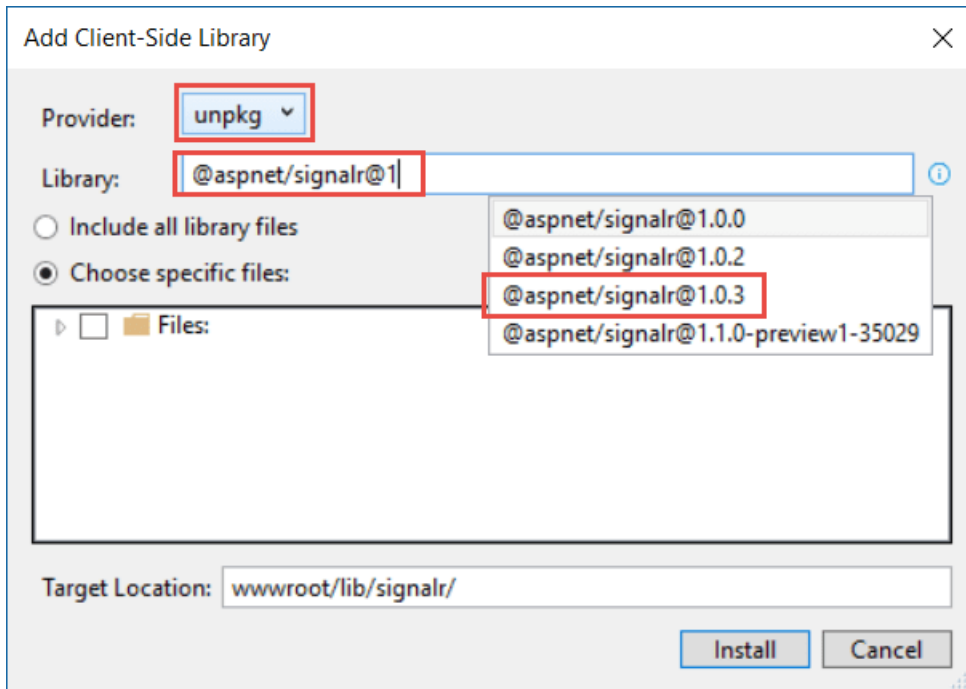 Add Client-Side Library
Provider: unpkg
Library: @aspnet/signalr@1
@aspnet/signalr@1.0.0
@aspnet/signalr@1.0.2
@aspnet/signalr@1.0.3
@aspnet/signalr@1.1.0-preview1-35029
Include all library files
Choose specific files:
Files:
Target Location: wwwroot/lib/signalr/
Install Cancel